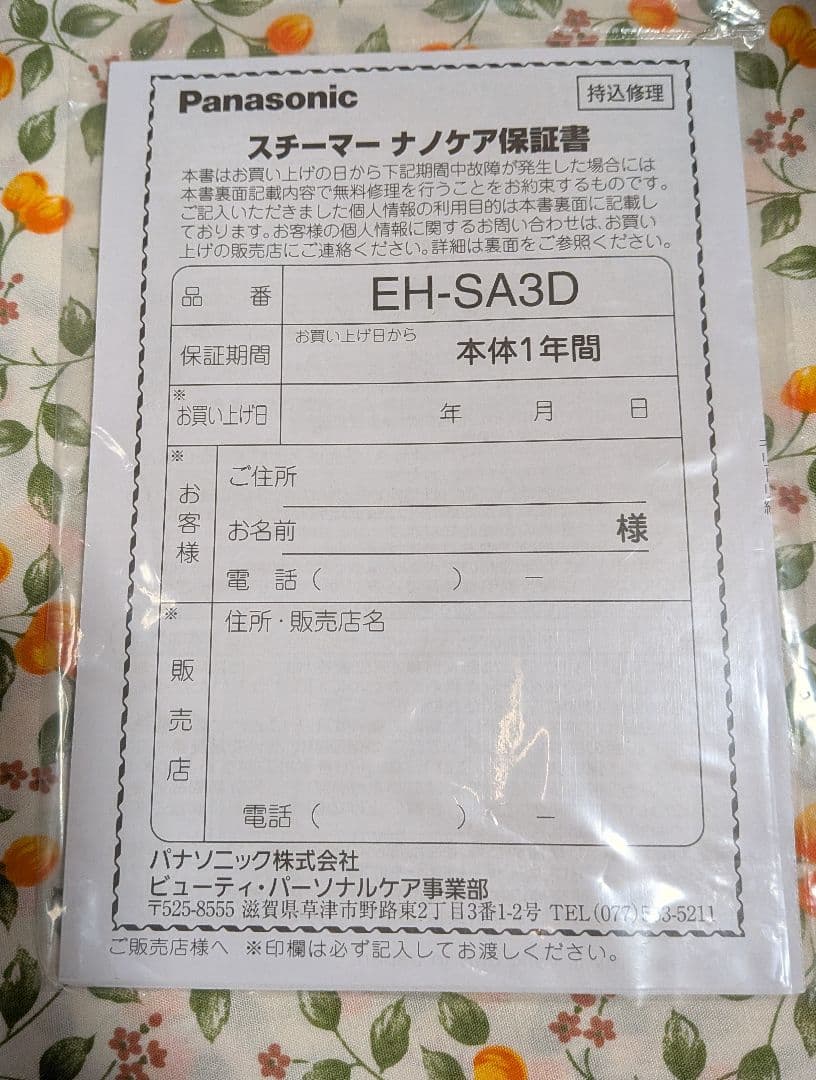 Panasonic
持込修理
スチーマー ナノケア保証書
本書はお買い上げの日から下記期間中故障が発生した場合には
本書裏面記載内容で無料修理を行うことをお約束するものです。
ご記入いただきました個人情報の利用目的は本書裏面に記載し
ております。お客様の個人情報に関するお問い合わせは、お買い
上げの販売店にご連絡ください。詳細は裏面をご参照ください。
品 番 EH-SA3D
保証期間 お買い上げ日から 本体1年間
※お買い上げ日 年 月 日
※お客様
ご住所
お名前 様
電 話( ) ー
※販売店
住所・販売店名
電話( ) ー
パナソニック株式会社
ビューティ・パーソナルケア事業部
〒525-8555 滋賀県草津市野路東2丁目3番1-2号 TEL(077) 3-5211
ご販売店様へ ※印欄は必ず記入してお渡しください。